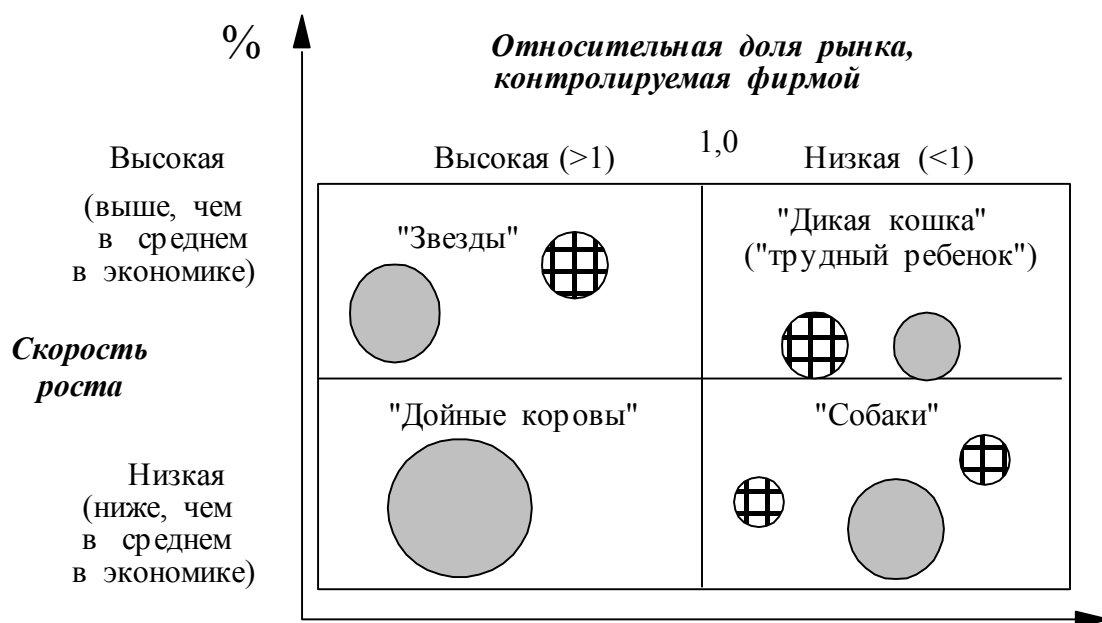 %
Относительная доля рынка,
контролируемая фирмой
Высокая
Высокая (>1)
1,0
Низкая (<1)
(выше, чем
в среднем
в экономике)
"Звезды"
"Дикая кошка"
("трудный ребенок")
Скорость
роста
"Дойные коровы"
"Собаки"
Низкая
(ниже, чем
в среднем
в экономике)